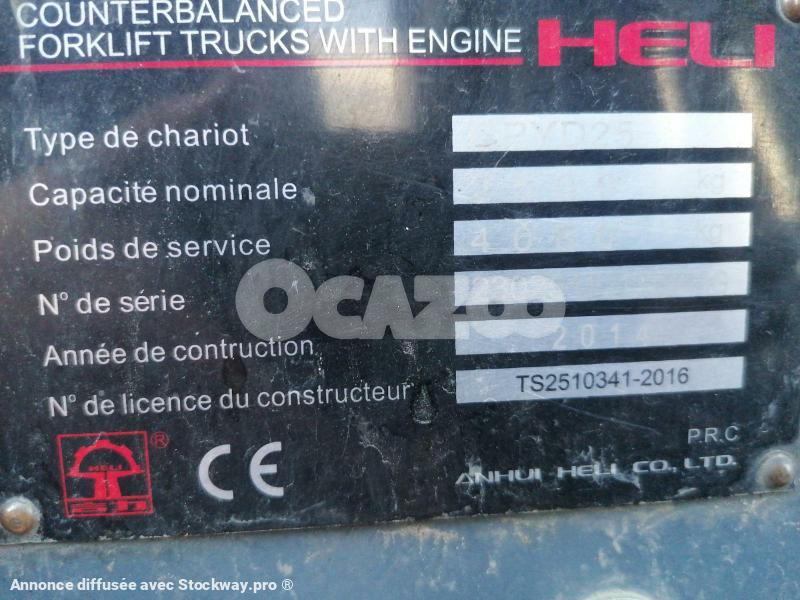 COUNTERBALANCED
FORKLIFT TRUCKS WITH ENGINE HELI
Type de chariot
Capacité nominale kg
Poids de service kg
N° de série
Année de contruction 2014
N° de licence du constructeur TS2510341-2016
OCAZOO
HELI ®
CE
P.R.C
ANHUI HELI CO., LTD.
Annonce diffusée avec Stockway.pro ®